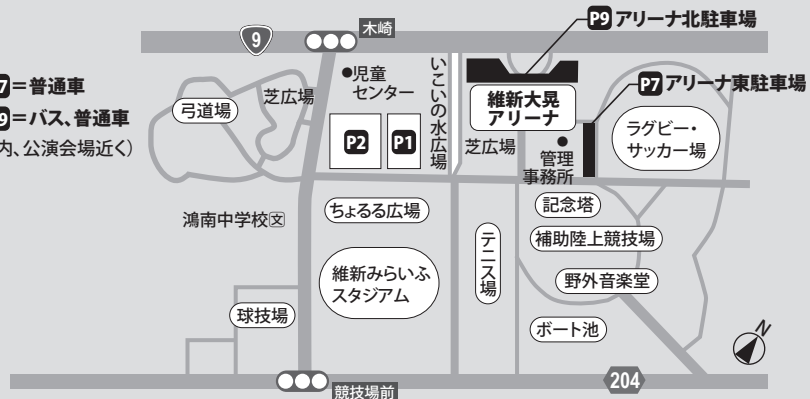 9
木崎
P9 アリーナ北駐車場
7=普通車
9=バス、普通車
内、公演会場近く）
弓道場
芝広場
児童
センター
P2
P1
いこいの水広場
維新大晃
アリーナ
芝広場
管理
事務所
P7 アリーナ東駐車場
ラグビー・
サッカー場
鴻南中学校文
ちょるる広場
維新みらいふ
スタジアム
テニス場
記念塔
補助陸上競技場
野外音楽堂
ボート池
球技場
N
204
競技場前